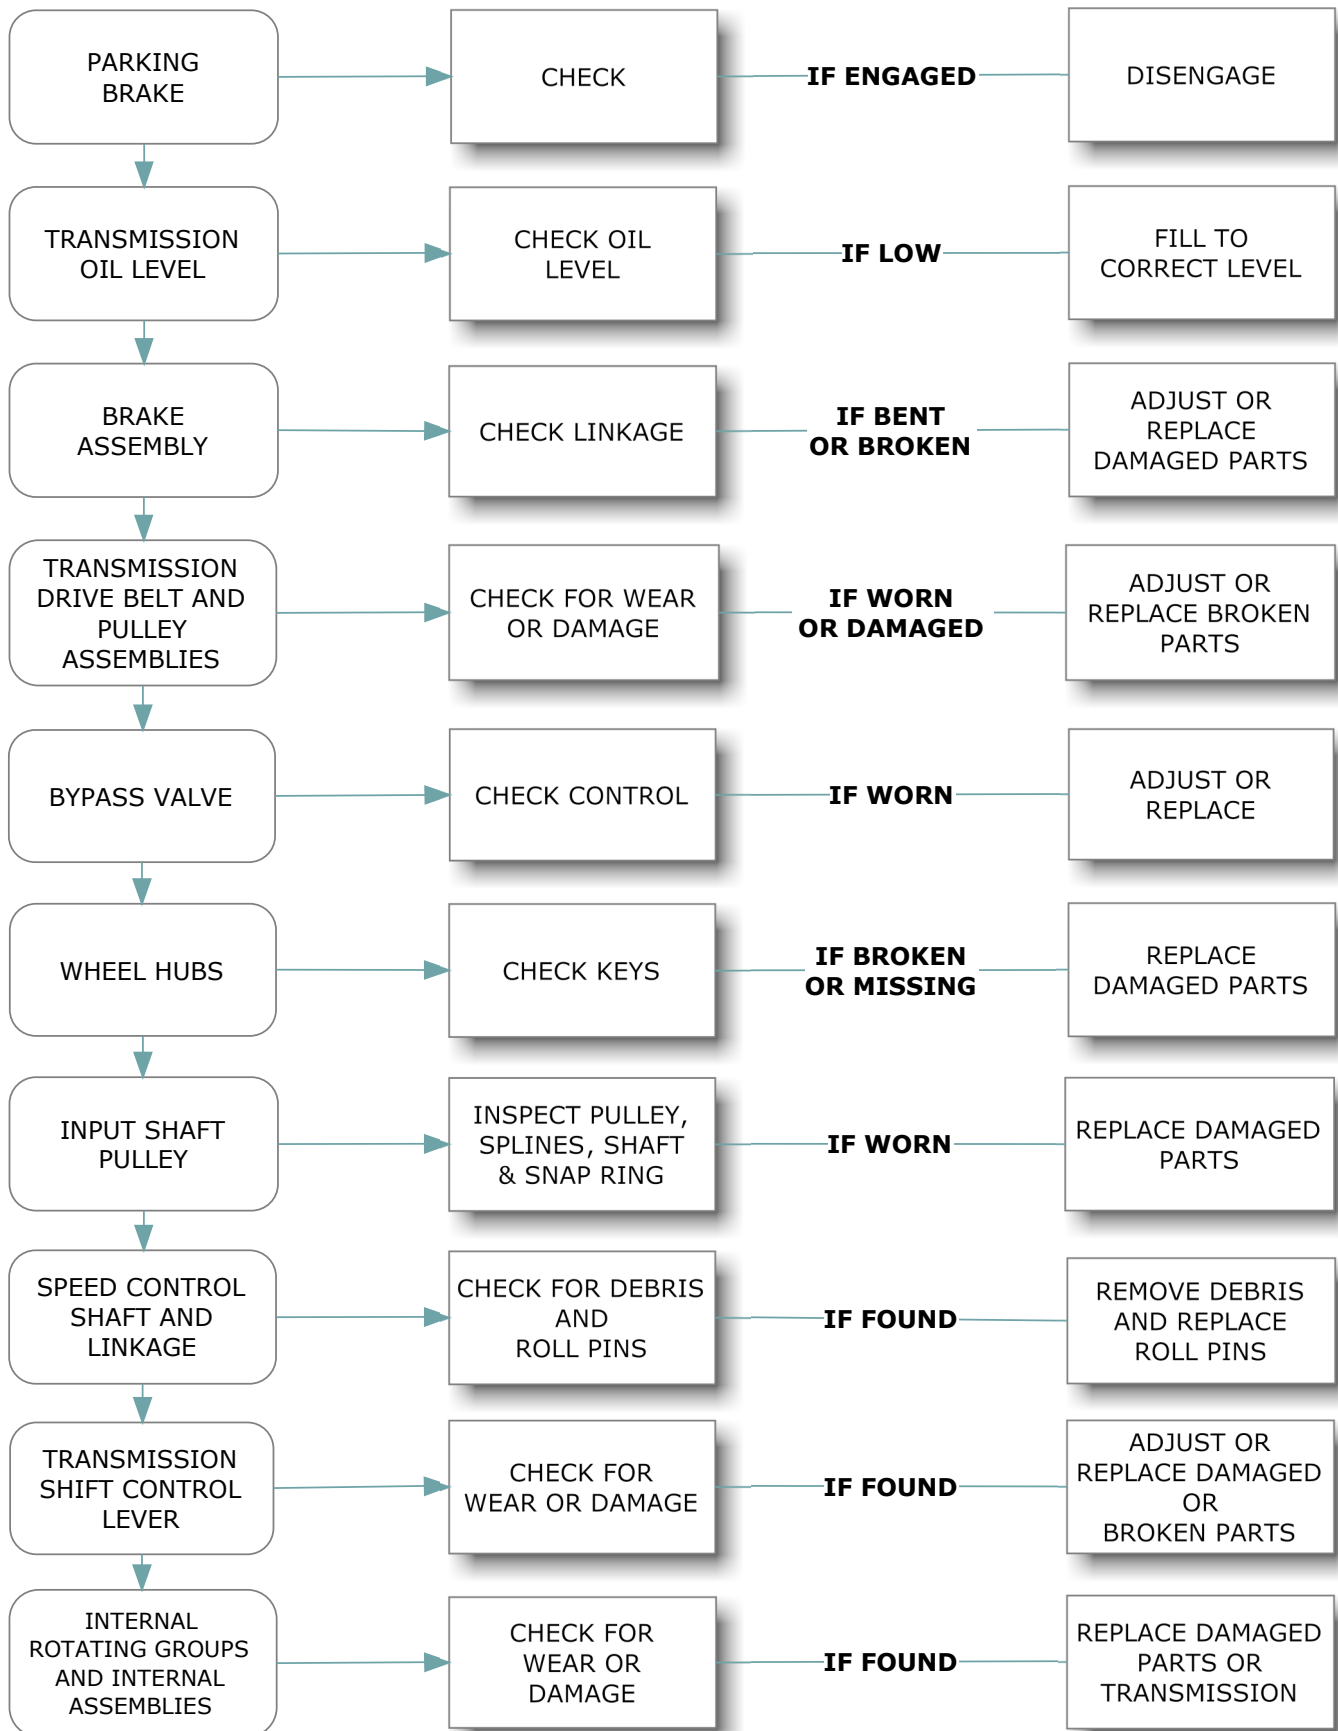 PARKING
BRAKE
CHECK
IF ENGAGED
DISENGAGE
TRANSMISSION
OIL LEVEL
CHECK OIL
LEVEL
IF LOW
FILL TO
CORRECT LEVEL
BRAKE
ASSEMBLY
CHECK LINKAGE
IF BENT
OR BROKEN
ADJUST OR
REPLACE
DAMAGED PARTS
TRANSMISSION
DRIVE BELT AND
PULLEY
ASSEMBLIES
CHECK FOR WEAR
OR DAMAGE
IF WORN
OR DAMAGED
ADJUST OR
REPLACE BROKEN
PARTS
BYPASS VALVE
CHECK CONTROL
IF WORN
ADJUST OR
REPLACE
WHEEL HUBS
CHECK KEYS
IF BROKEN
OR MISSING
REPLACE
DAMAGED PARTS
INPUT SHAFT
PULLEY
INSPECT PULLEY,
SPLINES, SHAFT
& SNAP RING
IF WORN
REPLACE DAMAGED
PARTS
SPEED CONTROL
SHAFT AND
LINKAGE
CHECK FOR DEBRIS
AND
ROLL PINS
IF FOUND
REMOVE DEBRIS
AND REPLACE
ROLL PINS
TRANSMISSION
SHIFT CONTROL
LEVER
CHECK FOR
WEAR OR DAMAGE
IF FOUND
ADJUST OR
REPLACE DAMAGED
OR
BROKEN PARTS
INTERNAL
ROTATING GROUPS
AND INTERNAL
ASSEMBLIES
CHECK FOR
WEAR OR
DAMAGE
IF FOUND
REPLACE DAMAGED
PARTS OR
TRANSMISSION